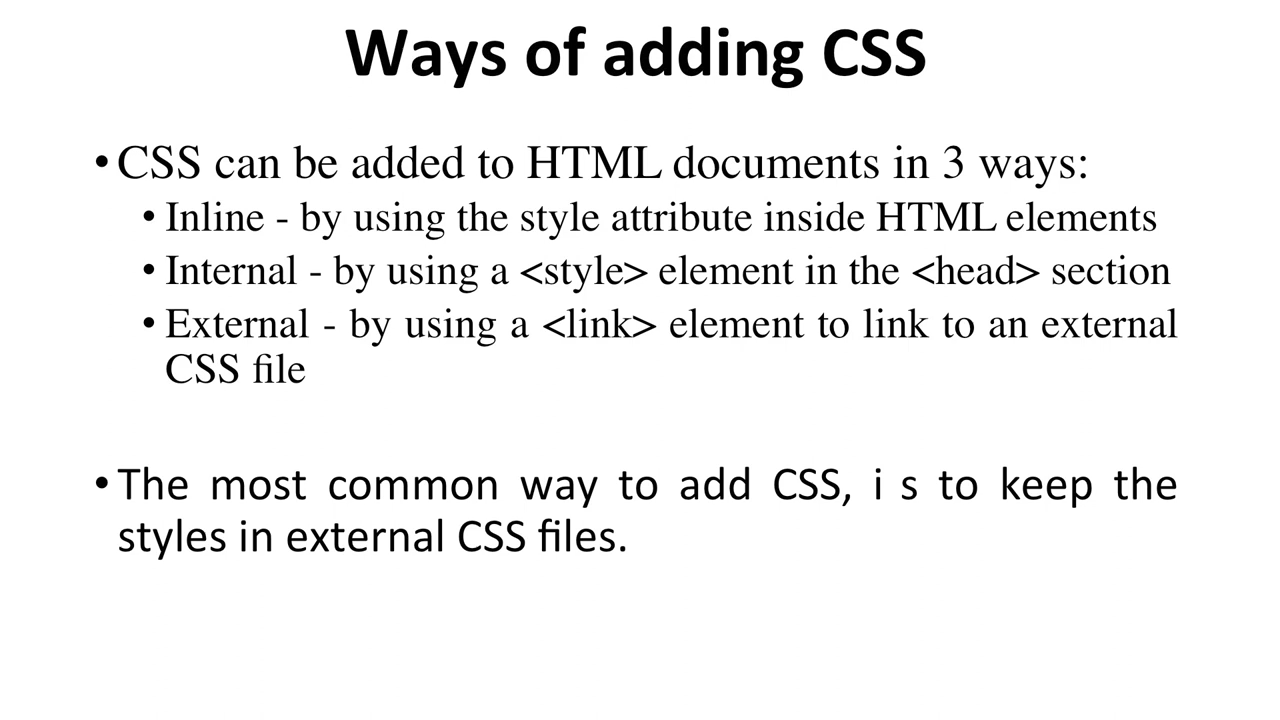 Ways of adding CSS
• CSS can be added to HTML documents in 3 ways:
• Inline - by using the style attribute inside HTML elements
• Internal - by using a <style> element in the <head> section
• External - by using a <link> element to link to an external
CSS file
• The most common way to add CSS, i s to keep the
styles in external CSS files.